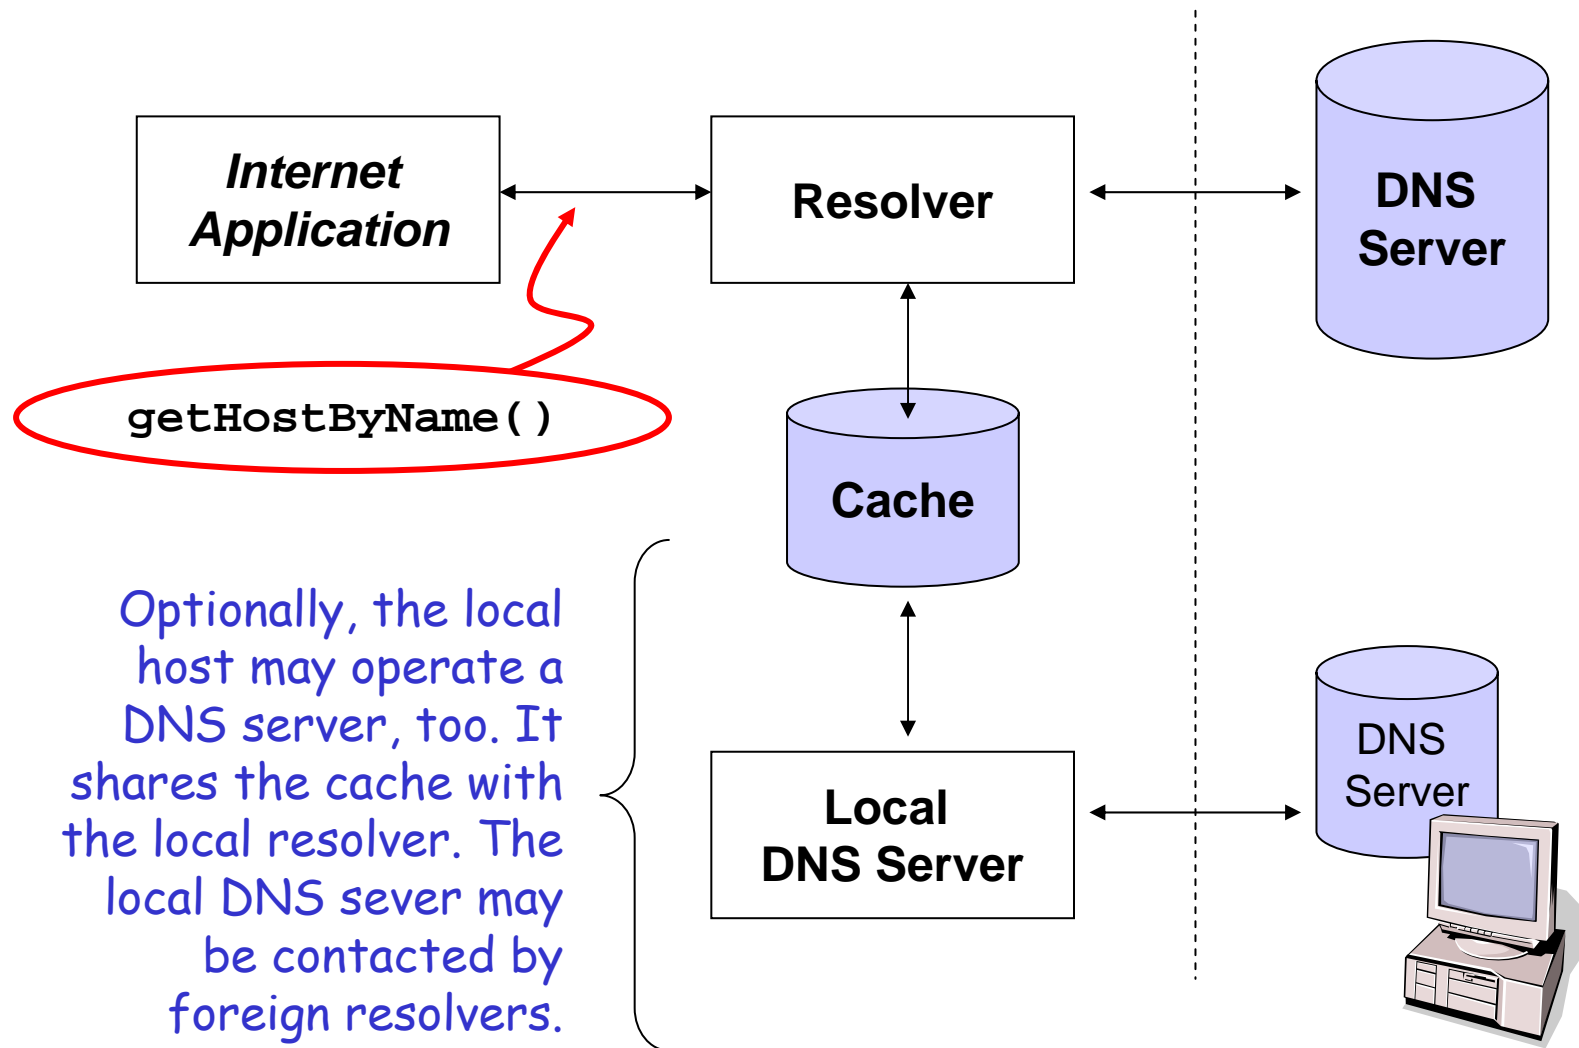 Internet
Application
Resolver
DNS
Server
getHostByName()
Cache
Optionally, the local
host may operate a
DNS server, too. It
shares the cache with
the local resolver. The
local DNS sever may
be contacted by
foreign resolvers.
Local
DNS Server
DNS
Server